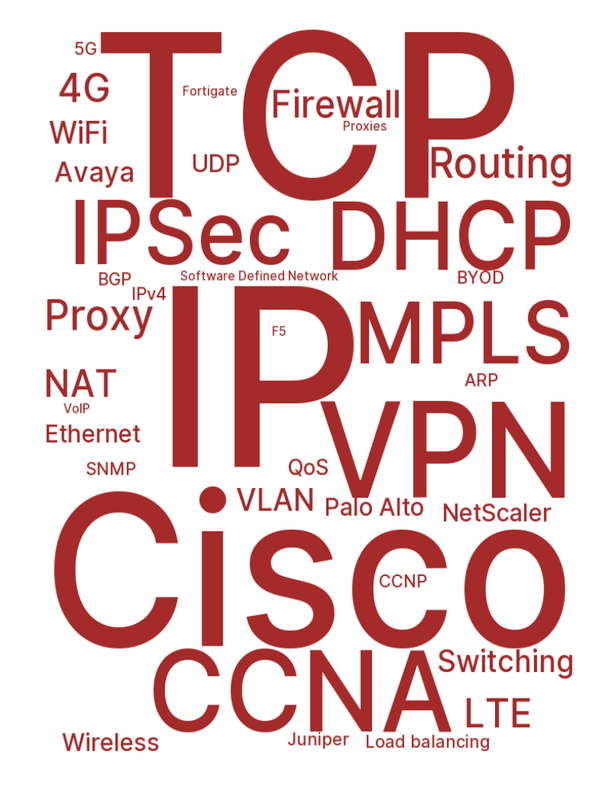 5G
TCP
4G
Fortigate
Firewall
Proxies
WiFi
UDP
Routing
Avaya
IPSec
DHCP
BGP
Software Defined Network
BYOD
IPv4
Proxy
IP
F5
MPLS
NAT
ARP
VoIP
Ethernet
VPN
SNMP
QoS
VLAN
Palo Alto
NetScaler
Cisco
CCNP
CCNA
Switching
LTE
Wireless
Juniper
Load balancing